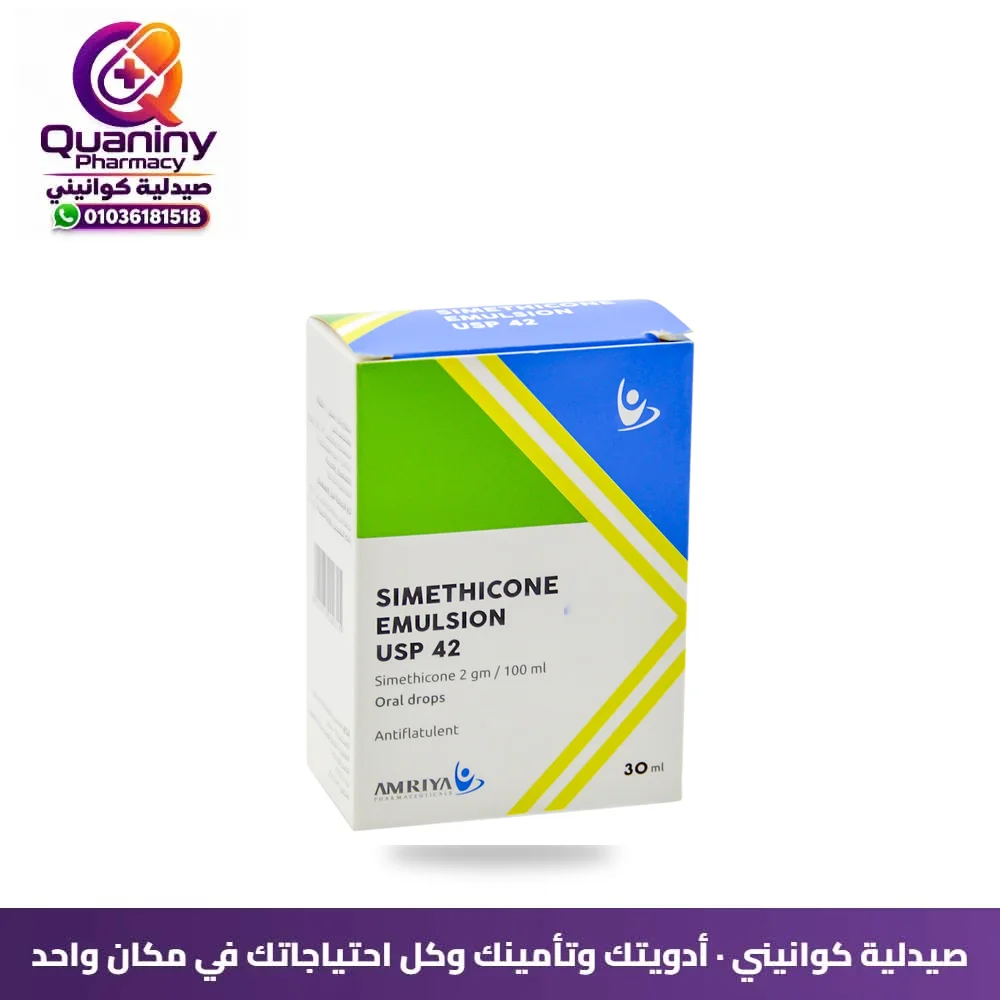 Quaniny
Pharmacy
صيدلية كوانيني
01036181518
SIMETHICONE
EMULSION
USP 42
SIMETHICONE
EMULSION
USP 42
Simethicone 2 gm / 100 ml
Oral drops
Antiflatulent
AMRIYA
PHARMACEUTICALS
30 ml
صيدلية كوانيني · أدويتك وتأمينك وكل احتياجاتك في مكان واحد